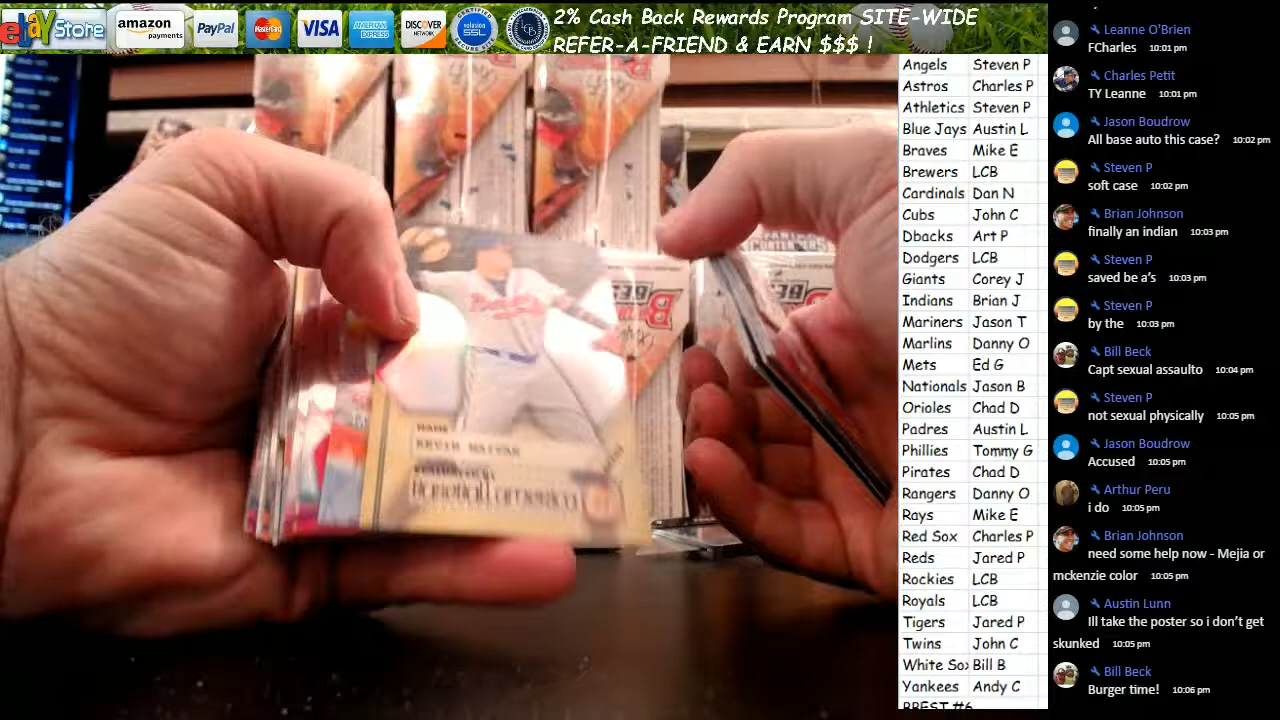 ebay Store
amazon
payments
PayPal
MasterCard
VISA
AMERICAN
EXPRESS
DISCOVER
NETWORK
SSL
LCB
2% Cash Back Rewards Program SITE-WIDE
REFER-A-FRIEND & EARN $$$ !
Angels Steven P
Astros Charles P
Athletics Steven P
Blue Jays Austin L
Braves Mike E
Brewers LCB
Cardinals Dan N
Cubs John C
Dbacks Art P
Dodgers LCB
Giants Corey J
Indians Brian J
Mariners Jason T
Marlins Danny O
Mets Ed G
Nationals Jason B
Orioles Chad D
Padres Austin L
Phillies Tommy G
Pirates Chad D
Rangers Danny O
Rays Mike E
Red Sox Charles P
Reds Jared P
Rockies LCB
Royals LCB
Tigers Jared P
Twins John C
White Sox Bill B
Yankees Andy C
BBEST #6
Leanne O'Brien
FCharles 10:01 pm
Charles Petit
TY Leanne 10:01 pm
Jason Boudrow
All base auto this case? 10:02 pm
Steven P
soft case 10:02 pm
Brian Johnson
finally an indian 10:03 pm
Steven P
saved be a's 10:03 pm
Steven P
by the 10:03 pm
Bill Beck
Capt sexual assaulto 10:04 pm
Steven P
not sexual physically 10:05 pm
Jason Boudrow
Accused 10:05 pm
Arthur Peru
i do 10:05 pm
Brian Johnson
need some help now - Mejia or
mckenzie color 10:05 pm
Austin Lunn
Ill take the poster so i don't get
skunked 10:05 pm
Bill Beck
Burger time! 10:06 pm
NAME
KEVIN MAITAN